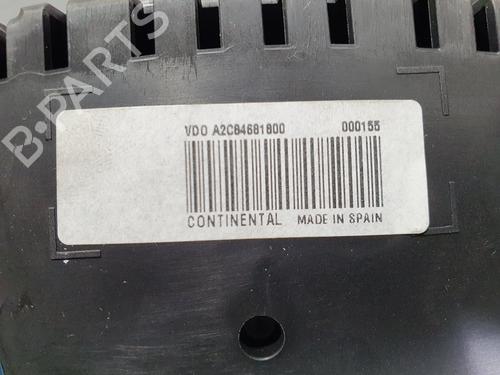 B-PARTS
VDO A2C84681800 000155
CONTINENTAL MADE IN SPAIN